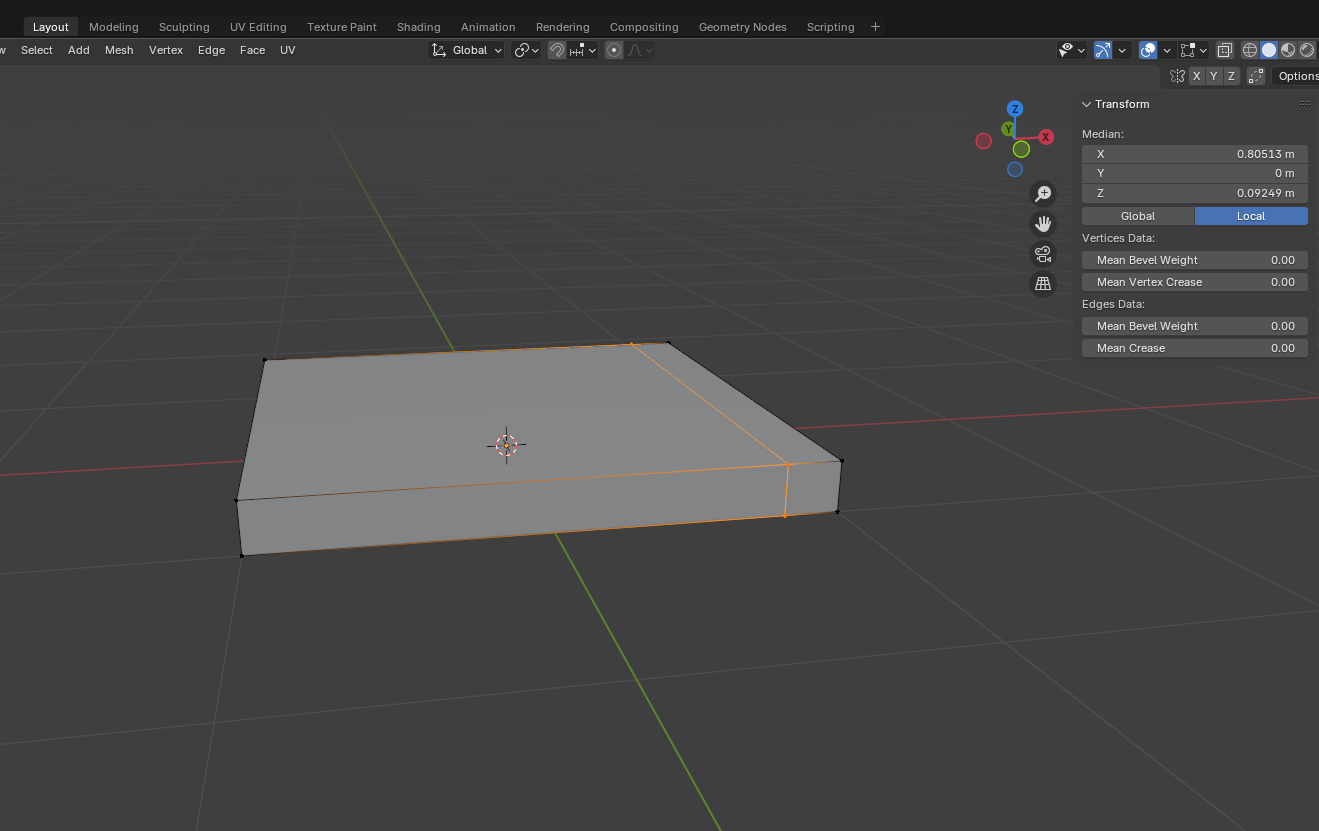 Layout Modeling Sculpting UV Editing Texture Paint Shading Animation Rendering Compositing Geometry Nodes Scripting +
Select Add Mesh Vertex Edge Face UV Global
X Y Z Options
Transform
Z
Y
X
Median:
X 0.80513 m
Y 0 m
Z 0.09249 m
Global Local
Vertices Data:
Mean Bevel Weight 0.00
Mean Vertex Crease 0.00
Edges Data:
Mean Bevel Weight 0.00
Mean Crease 0.00